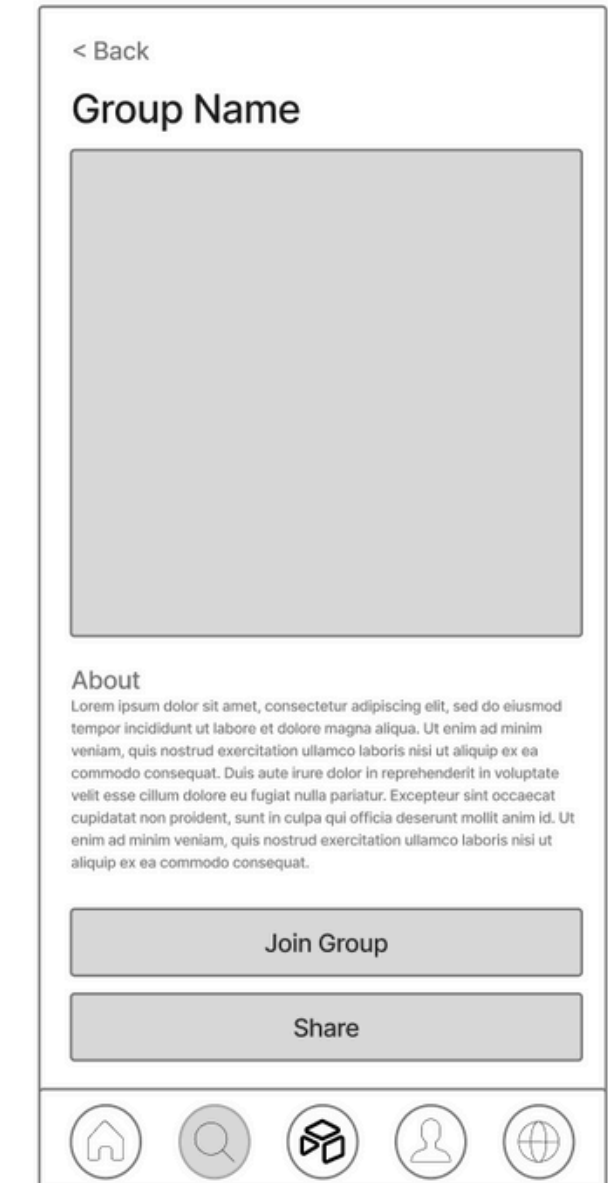 < Back
Group Name
About
Lorem ipsum dolor sit amet, consectetur adipiscing elit, sed do eiusmod
tempor incididunt ut labore et dolore magna aliqua. Ut enim ad minim
veniam, quis nostrud exercitation ullamco laboris nisi ut aliquip ex ea
commodo consequat. Duis aute irure dolor in reprehenderit in voluptate
velit esse cillum dolore eu fugiat nulla pariatur. Excepteur sint occaecat
cupidatat non proident, sunt in culpa qui officia deserunt mollit anim id. Ut
enim ad minim veniam, quis nostrud exercitation ullamco laboris nisi ut
aliquip ex ea commodo consequat.
Join Group
Share